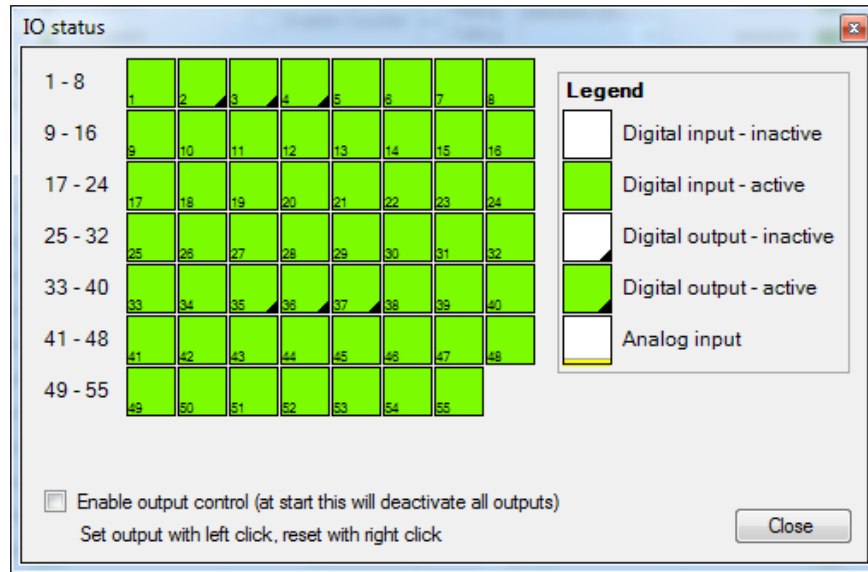 IO status
1 - 8
1 2 3 4 5 6 7 8
9 - 16
9 10 11 12 13 14 15 16
17 - 24
17 18 19 20 21 22 23 24
25 - 32
25 26 27 28 29 30 31 32
33 - 40
33 34 35 36 37 38 39 40
41 - 48
41 42 43 44 45 46 47 48
49 - 55
49 50 51 52 53 54 55
Legend
Digital input - inactive
Digital input - active
Digital output - inactive
Digital output - active
Analog input
Enable output control (at start this will deactivate all outputs)
Set output with left click, reset with right click
Close